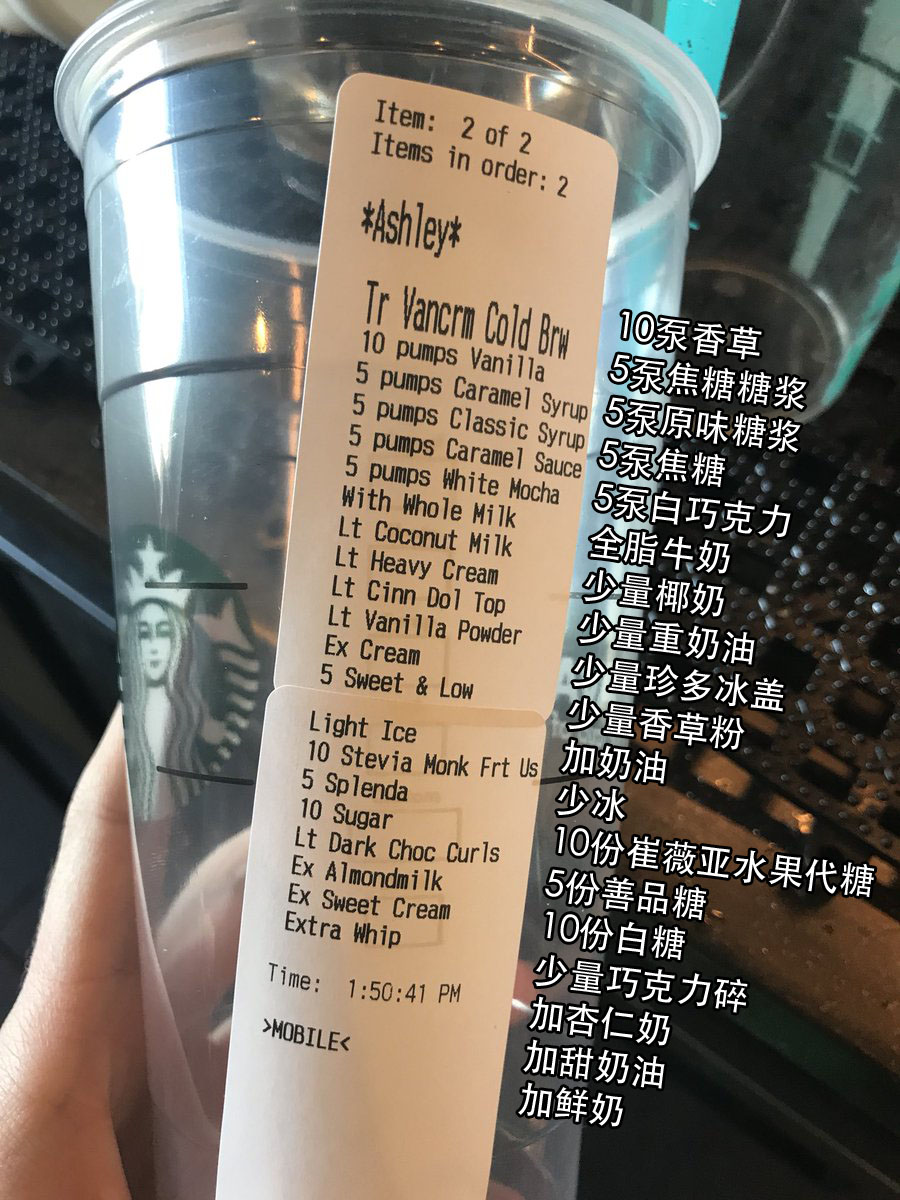 Item: 2 of 2
Items in order: 2
*Ashley*
Tr Vancrm Cold Brw
10 pumps Vanilla
5 pumps Caramel Syrup
5 pumps Classic Syrup
5 pumps Caramel Sauce
5 pumps White Mocha
With Whole Milk
Lt Coconut Milk
Lt Heavy Cream
Lt Cinn Dol Top
Lt Vanilla Powder
Ex Cream
5 Sweet & Low
Light Ice
10 Stevia Monk Frt Us
5 Splenda
10 Sugar
Lt Dark Choc Curls
Ex Almondmilk
Ex Sweet Cream
Extra Whip
Time: 1:50:41 PM
>MOBILE<
10泵香草
5泵焦糖糖浆
5泵原味糖浆
5泵焦糖
5泵白巧克力
全脂牛奶
少量椰奶
少量重奶油
少量珍多冰盖
少量香草粉
加奶油
少冰
10份崔薇亚水果代糖
5份善品糖
10份白糖
少量巧克力碎
加杏仁奶
加甜奶油
加鲜奶